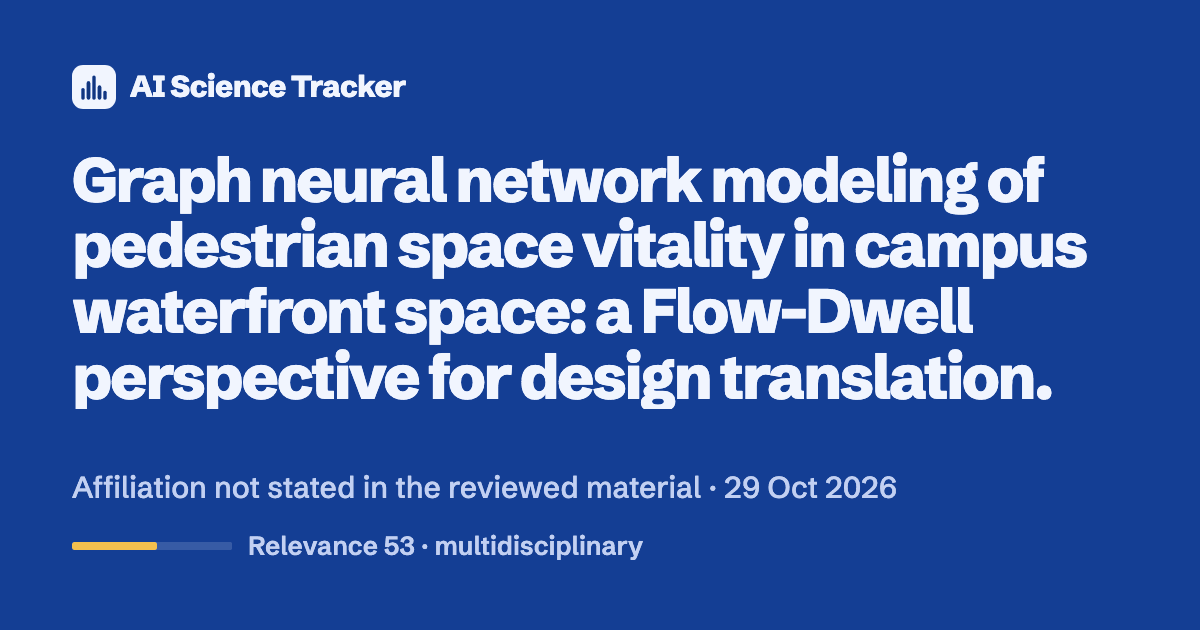 AI Science Tracker
Graph neural network modeling of
pedestrian space vitality in campus
waterfront space: a Flow-Dwell
perspective for design translation.
Affiliation not stated in the reviewed material · 29 Oct 2026
Relevance 53 · multidisciplinary